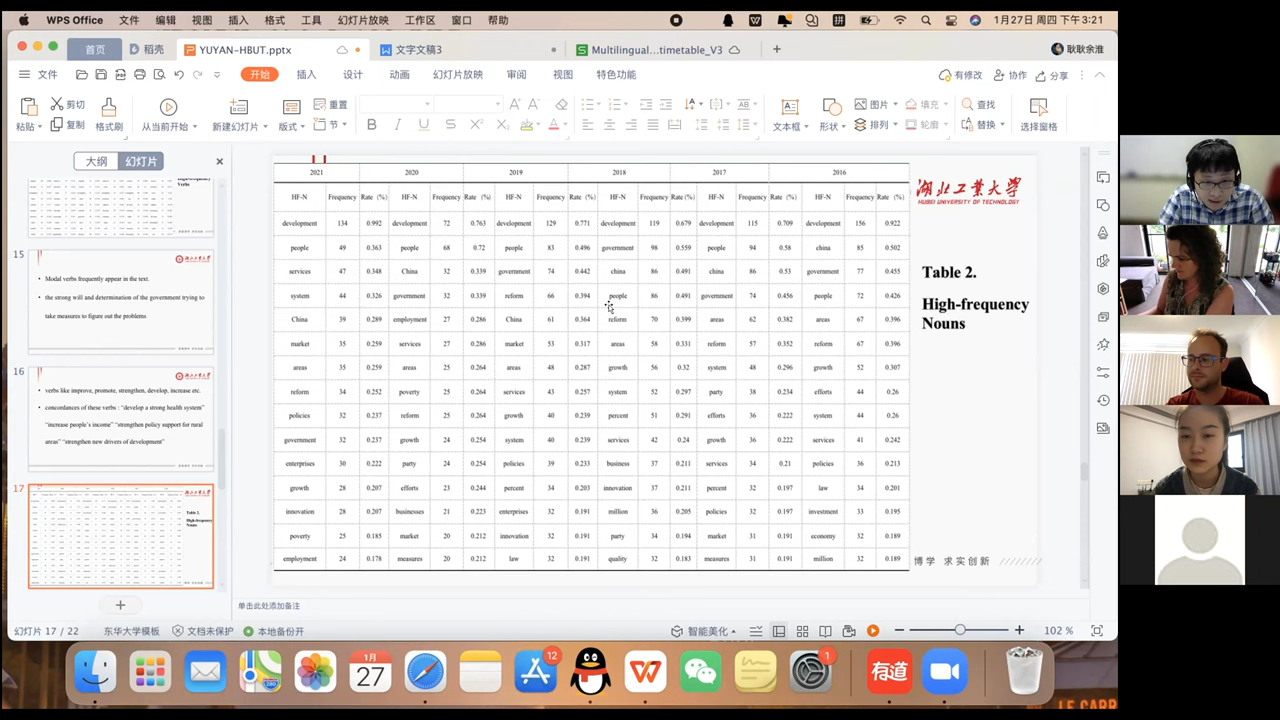 WPS Office 文件 编辑 视图 插入 格式 工具 幻灯片放映 工作区 窗口 帮助 拼 1月27日 周四 下午3:21
首页 稻壳 YUYAN-HBUT.pptx 文字文稿3 Multilingual...timetable_V3 耿耿余淮
文件 开始 插入 设计 动画 幻灯片放映 审阅 视图 特色功能 有修改 协作 分享
粘贴 剪切 复制 格式刷 从当前开始 新建幻灯片 版式 重置 节 B I U S X² X₂ A 文本框 形状 图片 排列 填充 轮廓 查找 替换 选择窗格
大纲 幻灯片
High-frequency
Verbs
15
• Modal verbs frequently appear in the text.
• the strong will and determination of the government trying to
take measures to figure out the problems
16
• verbs like improve, promote, strengthen, develop, increase etc.
• concordances of these verbs : “develop a strong health system”
“increase people’s income” “strengthen policy support for rural
areas” “strengthen new drivers of development”
17
Table 2.
High-frequency
Nouns
2021 2020 2019 2018 2017 2016
HF-N Frequency Rate (%) HF-N Frequency Rate (%) HF-N Frequency Rate (%) HF-N Frequency Rate (%) HF-N Frequency Rate (%) HF-N Frequency Rate (%)
development 134 0.992 development 72 0.763 development 129 0.771 development 119 0.679 development 115 0.709 development 156 0.922
people 49 0.363 people 68 0.72 people 83 0.496 government 98 0.559 people 94 0.58 china 85 0.502
services 47 0.348 China 32 0.339 government 74 0.442 china 86 0.491 china 86 0.53 government 77 0.455
system 44 0.326 government 32 0.339 reform 66 0.394 people 86 0.491 government 74 0.456 people 72 0.426
China 39 0.289 employment 27 0.286 China 61 0.364 reform 70 0.399 areas 62 0.382 areas 67 0.396
market 35 0.259 services 27 0.286 market 53 0.317 areas 58 0.331 reform 57 0.352 reform 67 0.396
areas 35 0.259 areas 25 0.264 areas 48 0.287 growth 56 0.32 system 48 0.296 growth 52 0.307
reform 34 0.252 poverty 25 0.264 services 43 0.257 system 52 0.297 party 38 0.234 efforts 44 0.26
policies 32 0.237 reform 25 0.264 growth 40 0.239 percent 51 0.291 efforts 36 0.222 system 44 0.26
government 32 0.237 growth 24 0.254 system 40 0.239 services 42 0.24 growth 36 0.222 services 41 0.242
enterprises 30 0.222 party 24 0.254 policies 39 0.233 business 37 0.211 services 34 0.21 policies 36 0.213
growth 28 0.207 efforts 23 0.244 percent 34 0.203 innovation 37 0.211 percent 32 0.197 law 34 0.201
innovation 28 0.207 businesses 21 0.223 enterprises 32 0.191 million 36 0.205 policies 32 0.197 investment 33 0.195
poverty 25 0.185 market 20 0.212 innovation 32 0.191 party 34 0.194 market 31 0.191 economy 32 0.189
employment 24 0.178 measures 20 0.212 law 32 0.191 quality 32 0.183 measures 31 0.191 million 32 0.189
湖北工业大学
HUBEI UNIVERSITY OF TECHNOLOGY
Table 2.
High-frequency
Nouns
博学 求实创新
单击此处添加备注
幻灯片 17 / 22 东华大学模板 文档未保护 本地备份开 智能美化 102 %
1月
27
12
1
有道
LE CARR